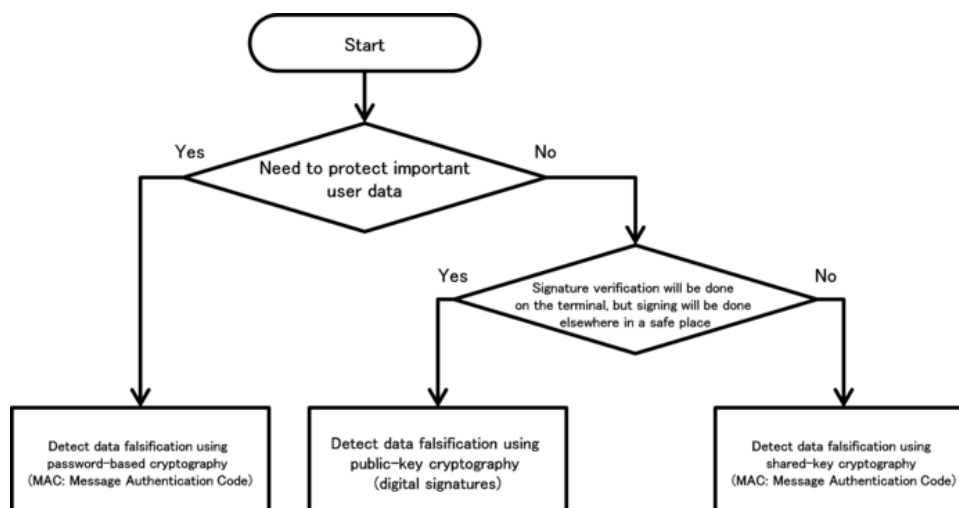 Start
Yes
No
Need to protect important
user data
Yes
No
Signature verification will be done
on the terminal, but signing will be done
elsewhere in a safe place
Detect data falsification using
password-based cryptography
(MAC: Message Authentication Code)
Detect data falsification using
public-key cryptography
(digital signatures)
Detect data falsification using
shared-key cryptography
(MAC: Message Authentication Code)